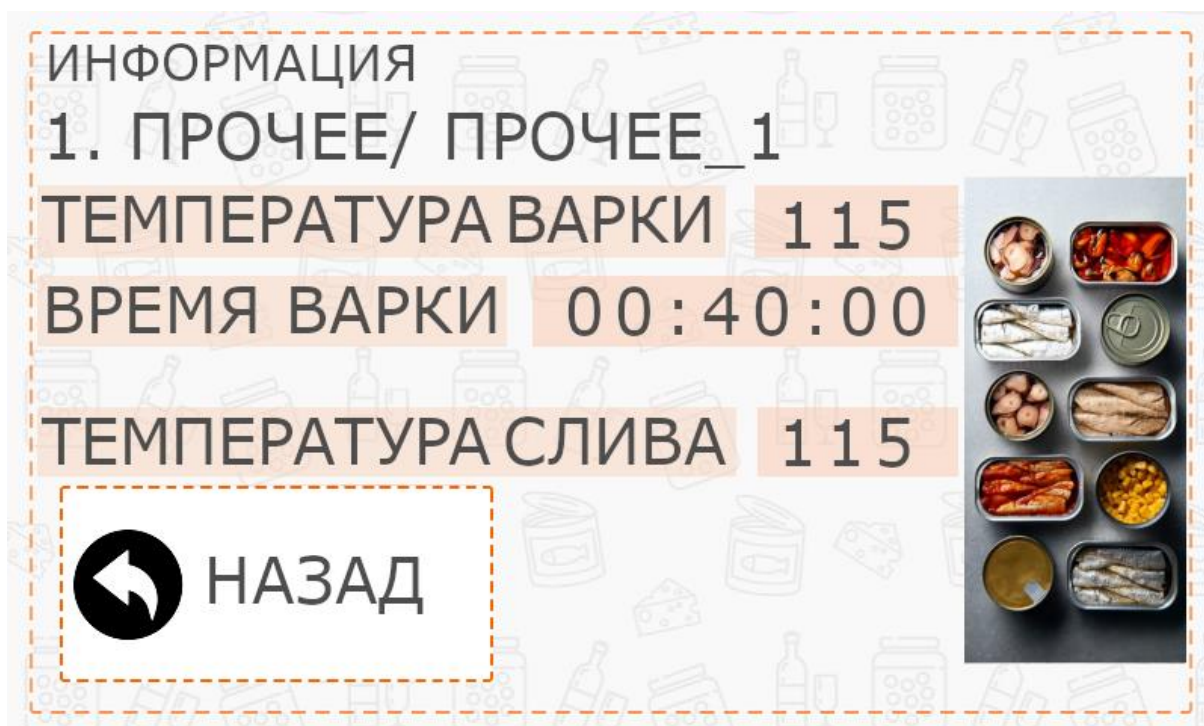 ИНФОРМАЦИЯ
1. ПРОЧЕЕ/ ПРОЧЕЕ_1
ТЕМПЕРАТУРА ВАРКИ 115
ВРЕМЯ ВАРКИ 00:40:00
ТЕМПЕРАТУРА СЛИВА 115
НАЗАД